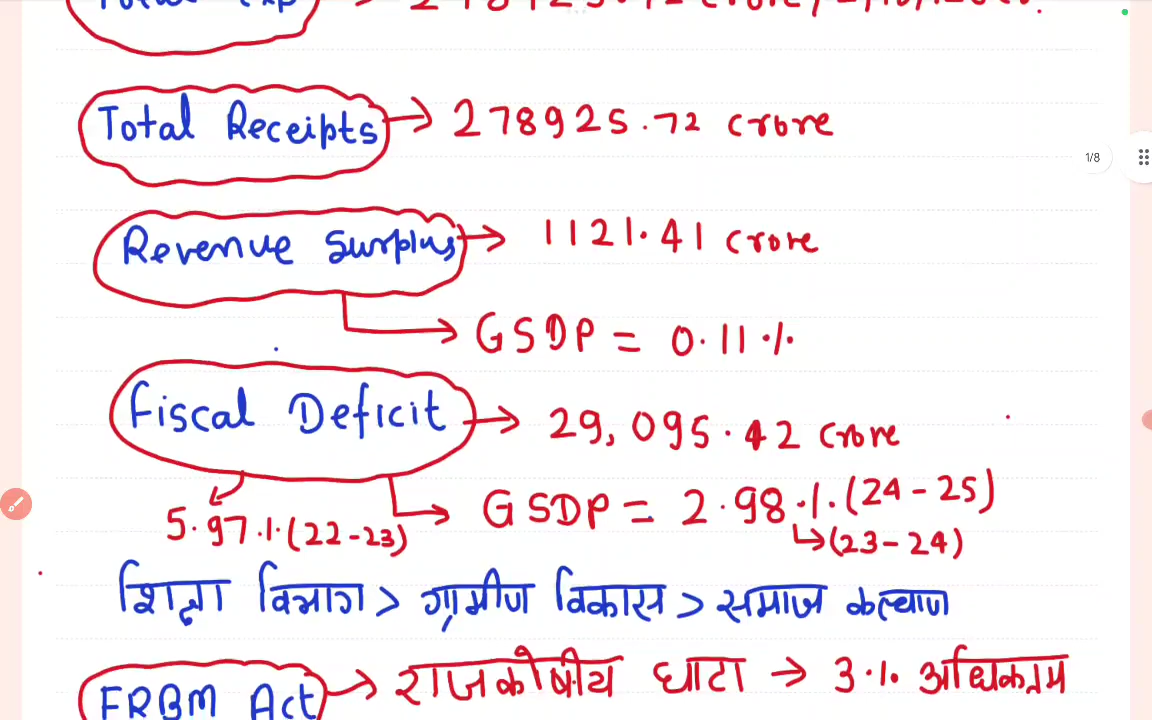 Total Receipts → 278925.72 crore
1/8
Revenue Surplus → 1121.41 crore
GSDP = 0.11%
Fiscal Deficit → 29,095.42 crore
GSDP = 2.98%.(24-25)
5.97%.(22-23)
↳(23-24)
शिक्षा विभाग > ग्रामीण विकास > समाज कल्याण
FRBM Act → राजकोषीय घाटा → 3% अधिकतम